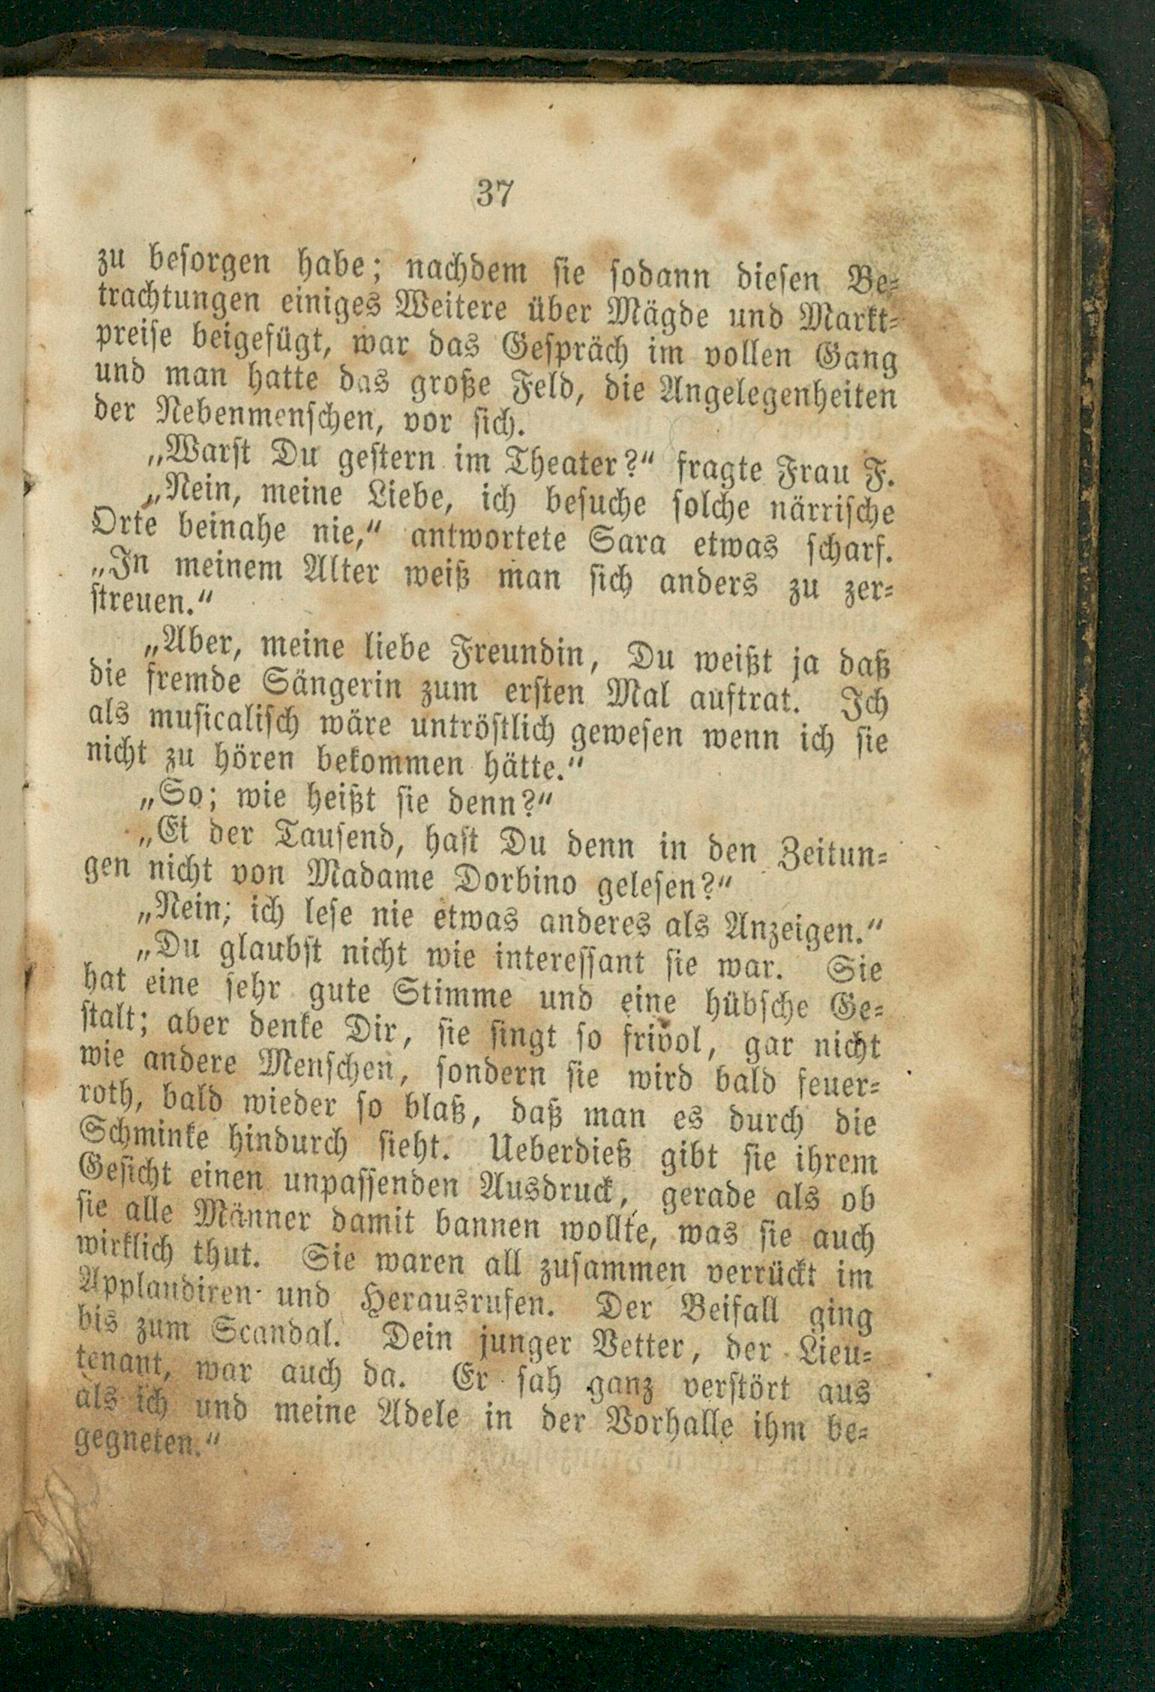 37
zu besorgen habe; nachdem sie sodann diesen Be-
trachtungen einiges Weitere über Mägde und Markt-
preise beigefügt, war das Gespräch im vollen Gang
und man hatte das große Feld, die Angelegenheiten
der Nebenmenschen, vor sich.
„Warst Du gestern im Theater?“ fragte Frau F.
„Nein, meine Liebe, ich besuche solche närrische
Orte beinahe nie,“ antwortete Sara etwas scharf.
„In meinem Alter weiß man sich anders zu zer-
streuen.“
„Aber, meine liebe Freundin, Du weißt ja daß
die fremde Sängerin zum ersten Mal auftrat. Ich
als musicalisch wäre untröstlich gewesen wenn ich sie
nicht zu hören bekommen hätte.“
„So; wie heißt sie denn?“
„Ei der Tausend, hast Du denn in den Zeitun-
gen nicht von Madame Dorbino gelesen?“
„Nein; ich lese nie etwas anderes als Anzeigen.“
„Du glaubst nicht wie interessant sie war. Sie
hat eine sehr gute Stimme und eine hübsche Ge-
stalt; aber denke Dir, sie singt so frivol, gar nicht
wie andere Menschen, sondern sie wird bald feuer-
roth, bald wieder so blaß, daß man es durch die
Schminke hindurch sieht. Ueberdieß gibt sie ihrem
Gesicht einen unpassenden Ausdruck, gerade als ob
sie alle Männer damit bannen wollte, was sie auch
wirklich thut. Sie waren all zusammen verrückt im
Applaudiren und Herausrufen. Der Beifall ging
bis zum Scandal. Dein junger Vetter, der Lieu-
tenant, war auch da. Er sah ganz verstört aus
als ich und meine Adele in der Vorhalle ihm be-
gegneten.“